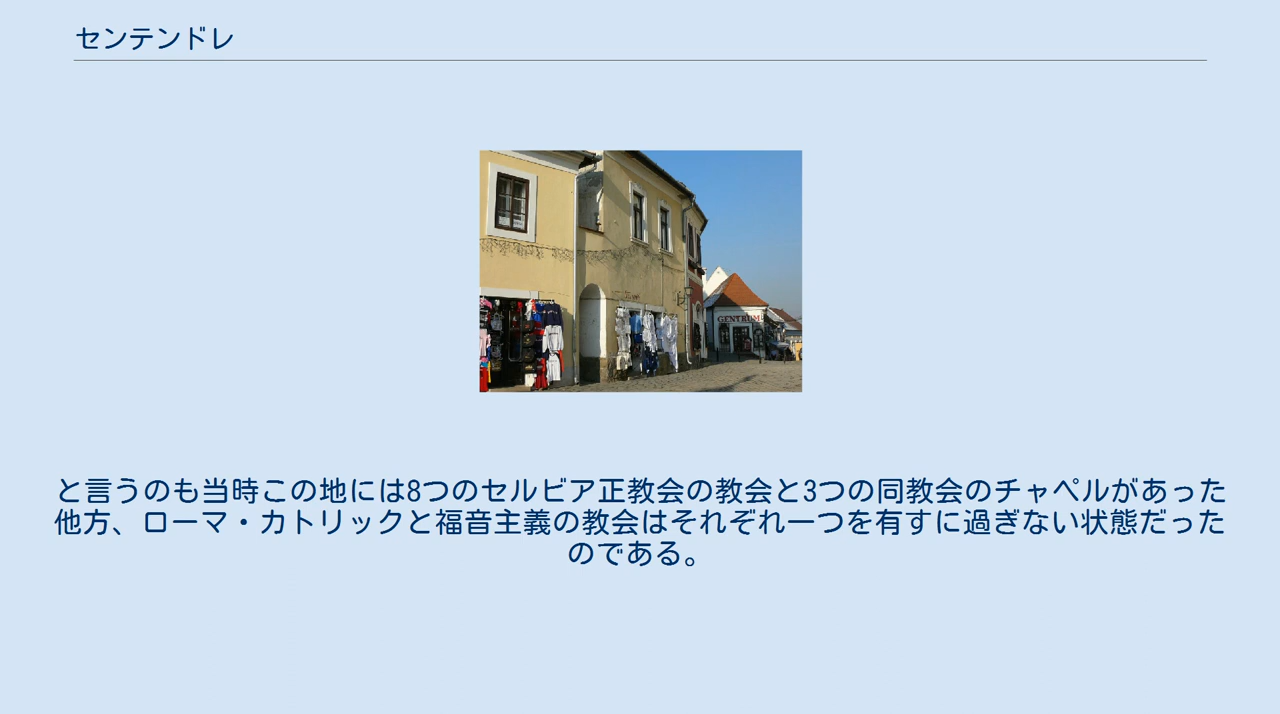 センテンドレ
GENTRUM
と言うのも当時この地には8つのセルビア正教会の教会と3つの同教会のチャペルがあった
他方、ローマ・カトリックと福音主義の教会はそれぞれ一つを有すに過ぎない状態だった
のである。